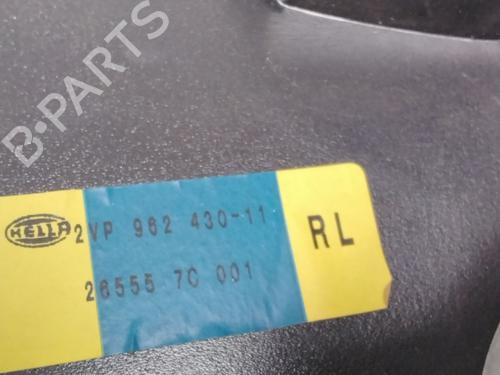 B-PARTS
HELLA 2VP 962 430-11
26555 7C 001
RL